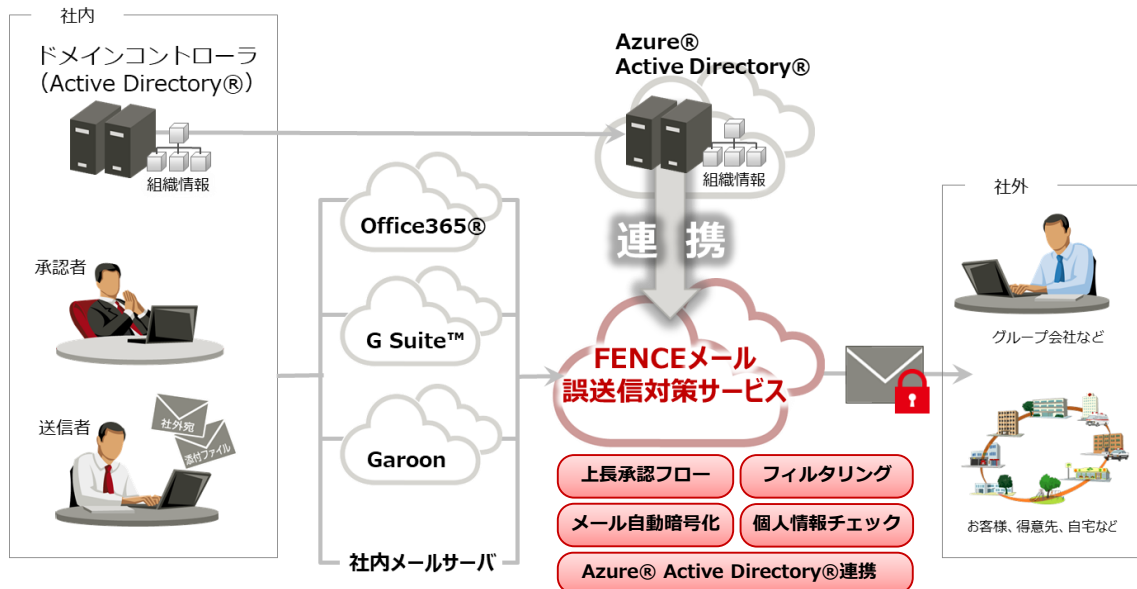 社内
ドメインコントローラ
（Active Directory®）
組織情報
承認者
送信者
社外宛
添付ファイル
Office365®
G Suite™
Garoon
社内メールサーバ
Azure®
Active Directory®
組織情報
連携
FENCEメール
誤送信対策サービス
上長承認フロー
フィルタリング
メール自動暗号化
個人情報チェック
Azure® Active Directory®連携
社外
グループ会社など
お客様、得意先、自宅など